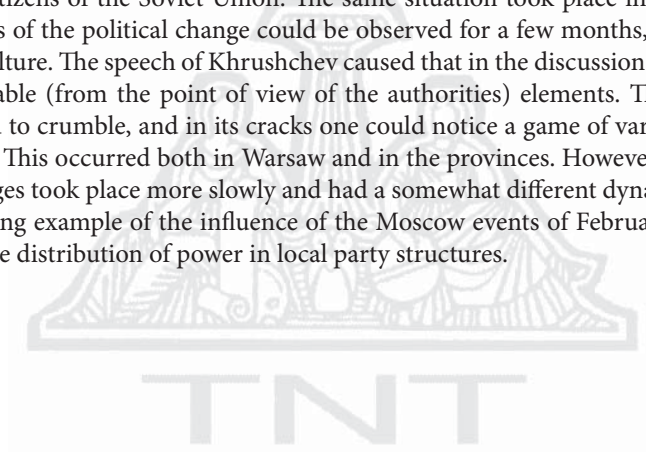 itizens of the Soviet Union. The same situation took place in
s of the political change could be observed for a few months,
lture. The speech of Khrushchev caused that in the discussion
able (from the point of view of the authorities) elements. T
to crumble, and in its cracks one could notice a game of var
This occurred both in Warsaw and in the provinces. Howeve
ges took place more slowly and had a somewhat different dyna
ng example of the influence of the Moscow events of Februa
e distribution of power in local party structures.
TNT